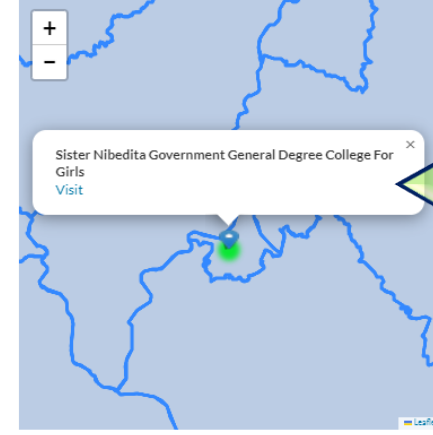 +
−
Sister Nibedita Government General Degree College For
Girls
Visit
×